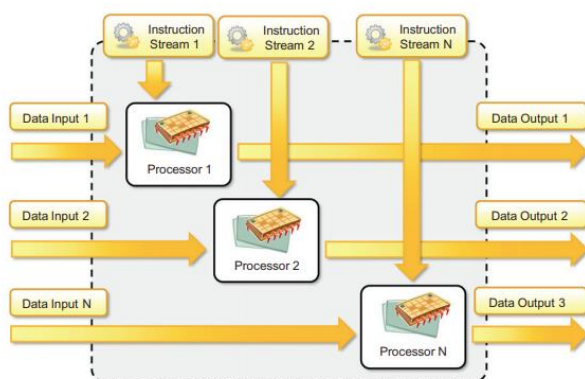 Instruction
Stream 1
Instruction
Stream 2
Instruction
Stream N
Data Input 1
Data Output 1
Processor 1
Data Input 2
Data Output 2
Processor 2
Data Input N
Data Output 3
Processor N